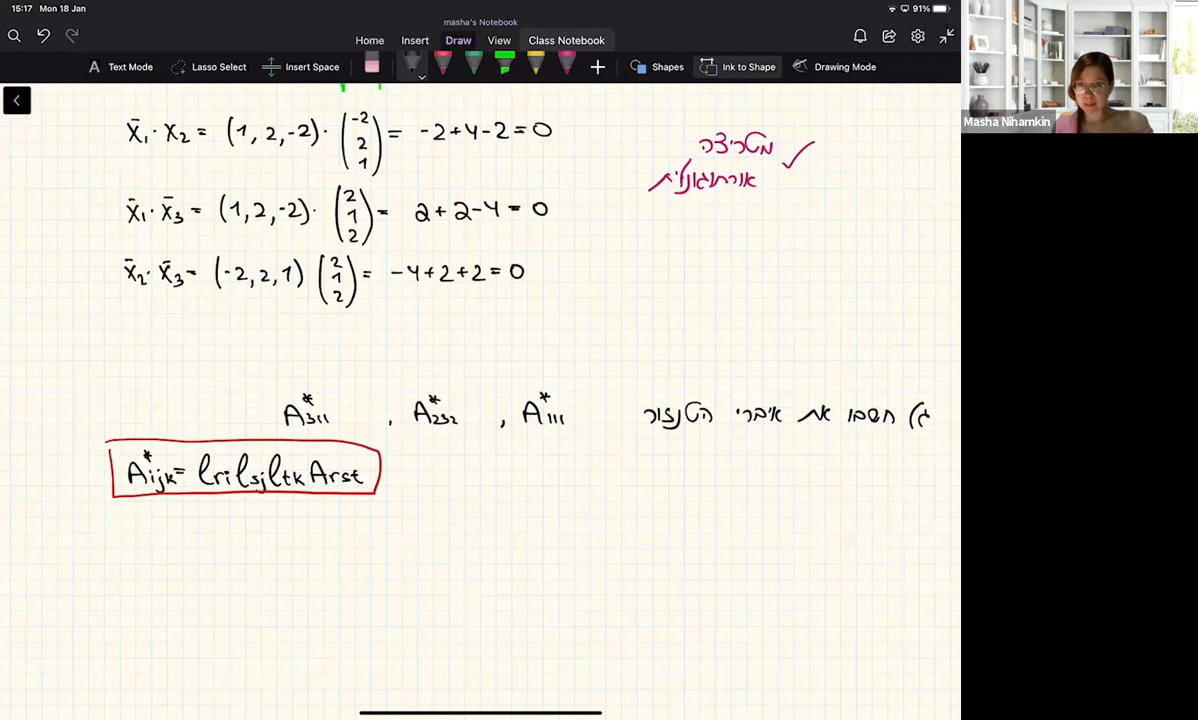 15:17 Mon 18 Jan
91%
masha's Notebook
Home Insert Draw View Class Notebook
Text Mode Lasso Select Insert Space Shapes Ink to Shape Drawing Mode
Masha Nihamkin
x̄₁·x₂ = (1, 2, -2)·(-2 2 1) = -2+4-2=0
מטריצה
אורתוגונלית ✓
x̄₁·x̄₃ = (1, 2, -2)·(2 1 2) = 2+2-4=0
x̄₂·x̄₃ = (-2, 2, 1)(2 1 2) = -4+2+2=0
ג) חשבו את איברי הטנזור A*₁₁₁ , A*₂₃₂ , A*₃₁₁
A*ijk = lri lsj ltk Arst